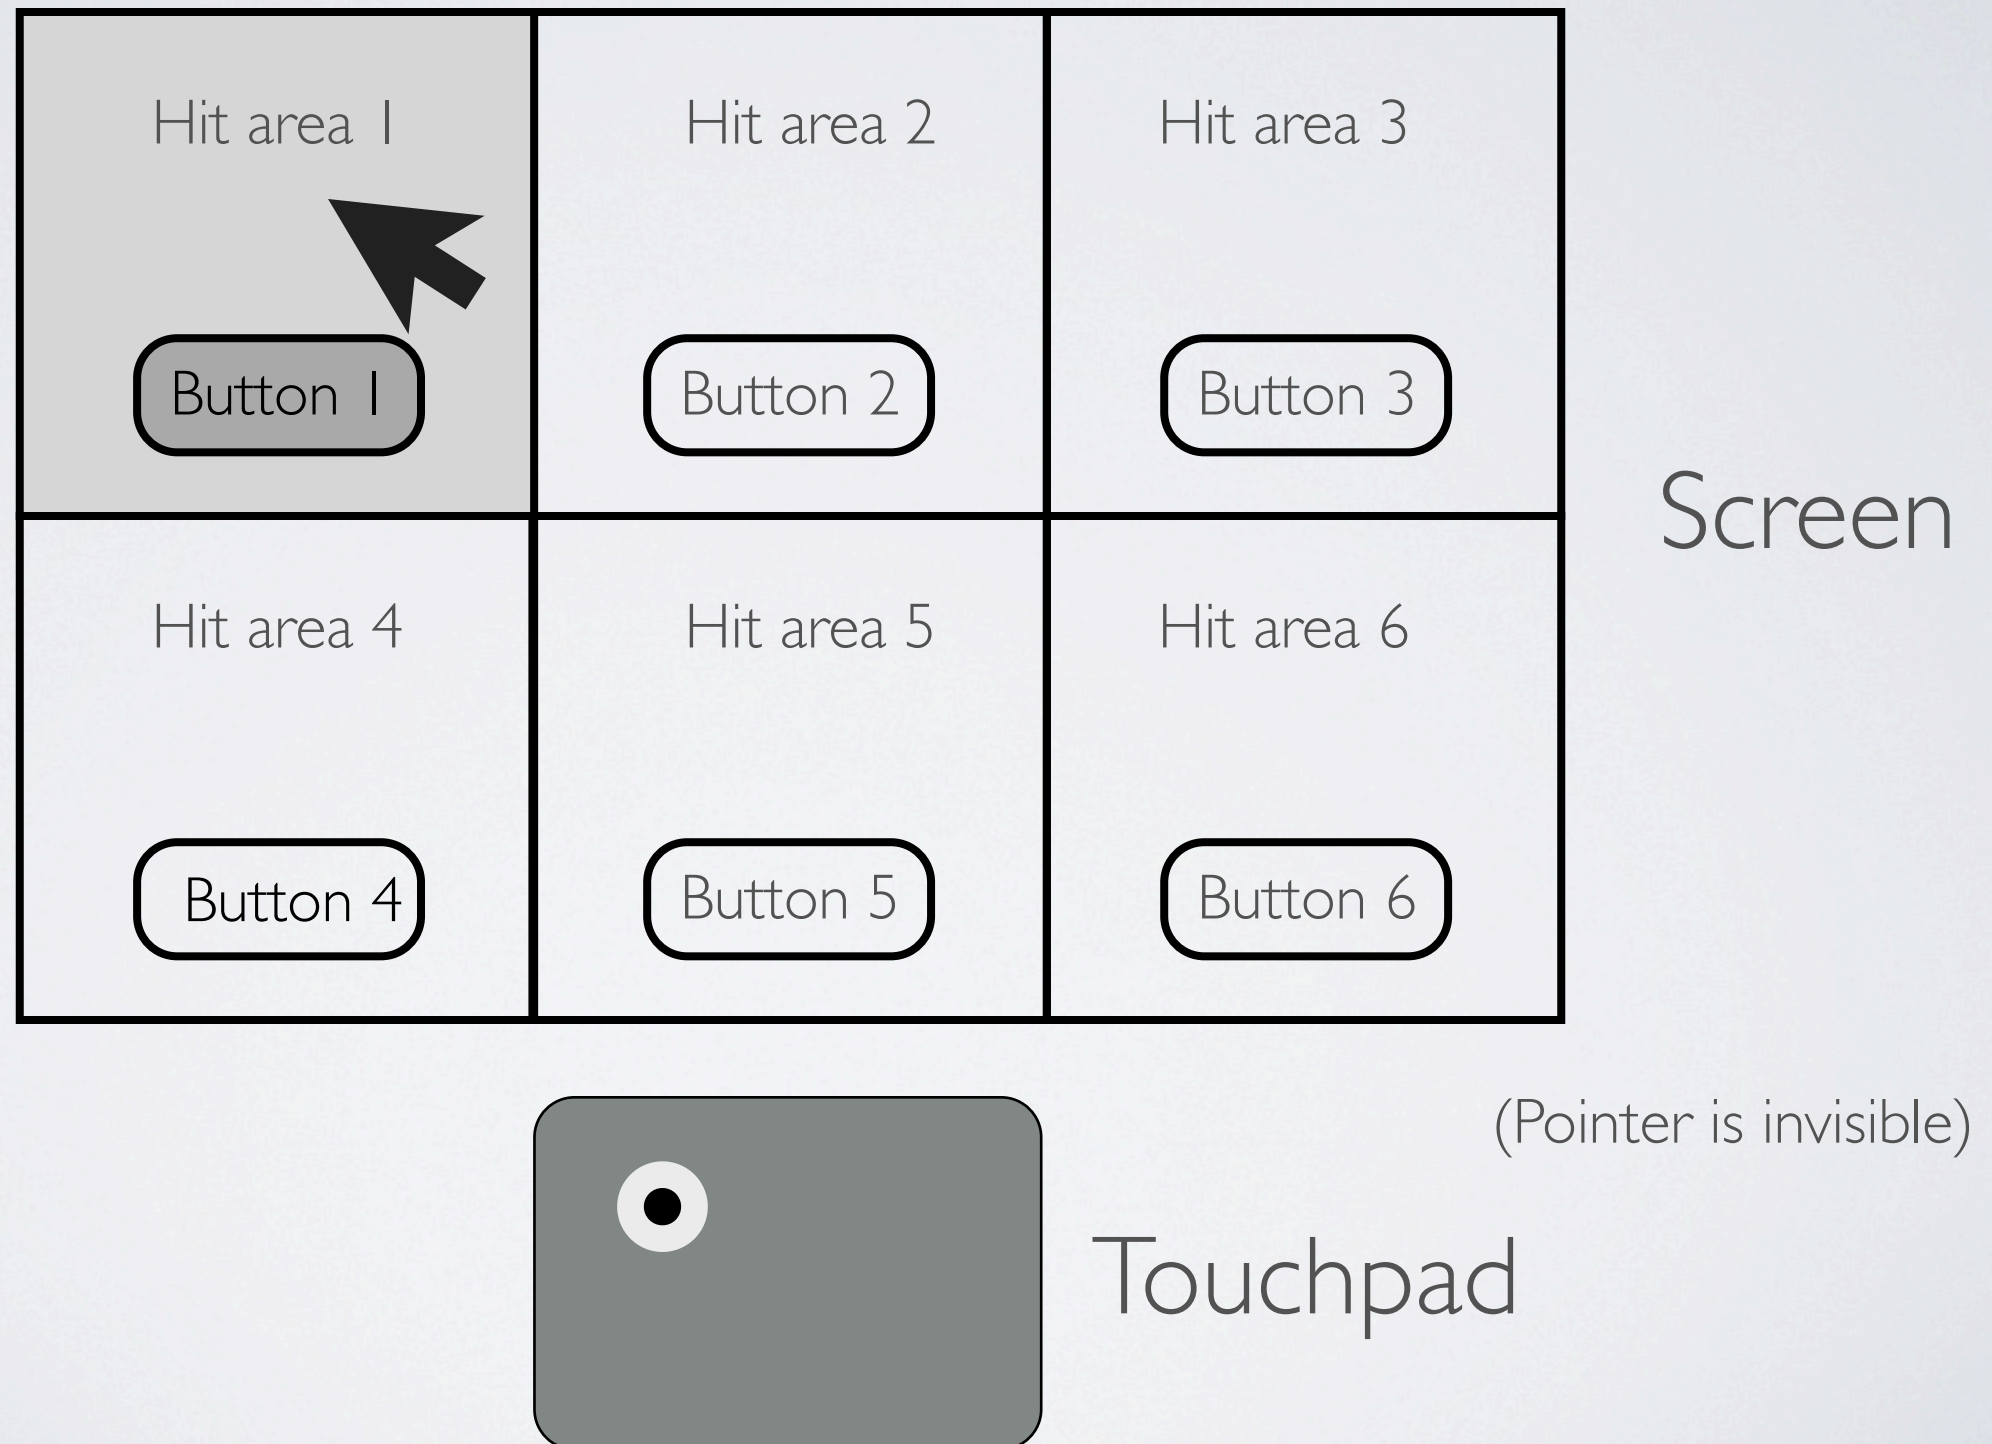 Hit area 1
Hit area 2
Hit area 3
Button 1
Button 2
Button 3
Screen
Hit area 4
Hit area 5
Hit area 6
Button 4
Button 5
Button 6
(Pointer is invisible)
Touchpad